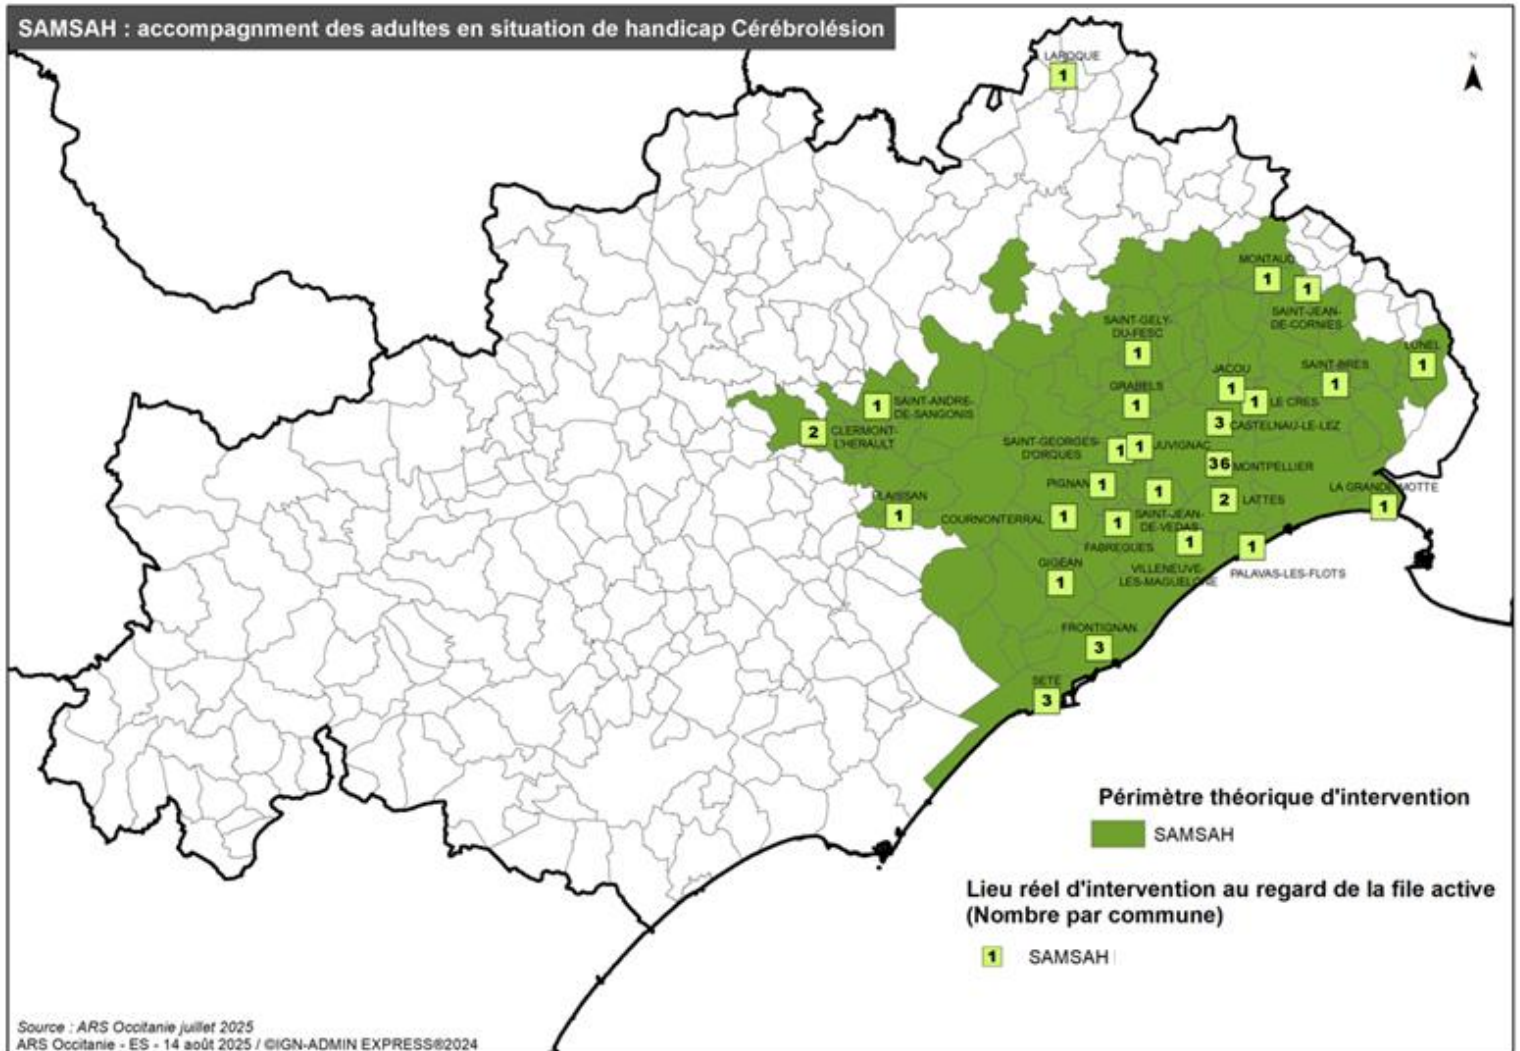 SAMSAH : accompagnment des adultes en situation de handicap Cérébrolésion
N
LAROQUE
1
MONTAUD
1
1
SAINT-JEAN-
DE-CORNIES
SAINT-GELY-
DU-FESC
1
LUNEL
1
SAINT-BRES
1
JACOU
1
GRABELS
1
1
LE CRES
1
SAINT-ANDRE-
DE-SANGONIS
3
CASTELNAU-LE-LEZ
2
CLERMONT-
L'HERAULT
SAINT-GEORGES-
D'ORQUES
1
1
JUVIGNAC
36
MONTPELLIER
PIGNAN
1
1
2
LATTES
LA GRANDE-MOTTE
1
PLAISSAN
1
COURNONTERRAL
1
1
FABREGUES
SAINT-JEAN-
DE-VEDAS
1
VILLENEUVE-
LES-MAGUELONE
1
PALAVAS-LES-FLOTS
GIGEAN
1
FRONTIGNAN
3
SETE
3
Périmètre théorique d'intervention
SAMSAH
Lieu réel d'intervention au regard de la file active
(Nombre par commune)
1 SAMSAH
Source : ARS Occitanie juillet 2025
ARS Occitanie - ES - 14 août 2025 / ©IGN-ADMIN EXPRESS®2024